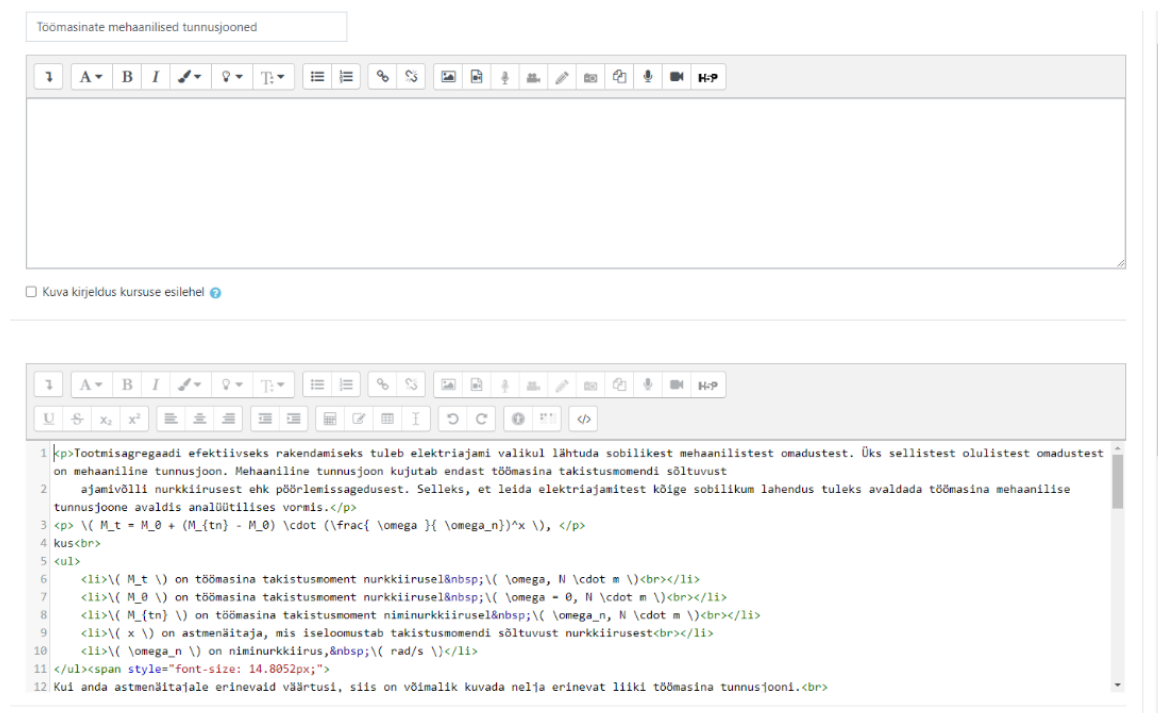 Töömasinate mehaanilised tunnusjooned
A B I T:
H5P
Kuva kirjeldus kursuse esilehel ?
A B I T:
H5P
U S x₂ x² </>
1 <p>Tootmisagregaadi efektiivseks rakendamiseks tuleb elektriajami valikul lähtuda sobilikest mehaanilistest omadustest. Üks sellistest olulistest omadustest
on mehaaniline tunnusjoon. Mehaaniline tunnusjoon kujutab endast töömasina takistusmomendi sõltuvust
2 ajamivõlli nurkkiirusest ehk pöörlemissagedusest. Selleks, et leida elektriajamitest kõige sobilikum lahendus tuleks avaldada töömasina mehaanilise
tunnusjoone avaldis analüütilises vormis.</p>
3 <p> \( M_t = M_0 + (M_{tn} - M_0) \cdot (\frac{ \omega }{ \omega_n})^x \), </p>
4 kus<br>
5 <ul>
6 <li>\( M_t \) on töömasina takistusmoment nurkkiirusel&nbsp;\( \omega, N \cdot m \)<br></li>
7 <li>\( M_0 \) on töömasina takistusmoment nurkkiirusel&nbsp;\( \omega = 0, N \cdot m \)<br></li>
8 <li>\( M_{tn} \) on töömasina takistusmoment niminurkkiirusel&nbsp;\( \omega_n, N \cdot m \)<br></li>
9 <li>\( x \) on astmenäitaja, mis iseloomustab takistusmomendi sõltuvust nurkkiirusest<br></li>
10 <li>\( \omega_n \) on niminurkkiirus,&nbsp;\( rad/s \)</li>
11 </ul><span style="font-size: 14.8052px;">
12 Kui anda astmenäitajale erinevaid väärtusi, siis on võimalik kuvada nelja erinevat liiki töömasina tunnusjooni.<br>